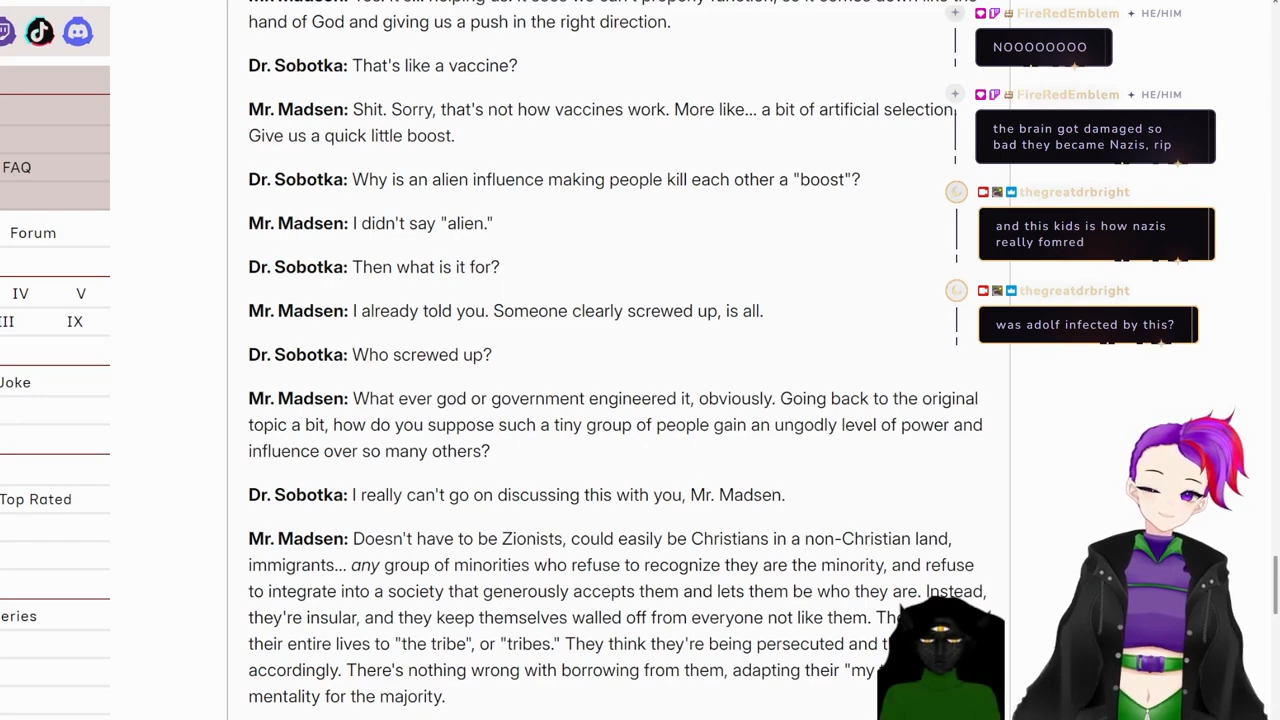 hand of God and giving us a push in the right direction.
Dr. Sobotka: That's like a vaccine?
Mr. Madsen: Shit. Sorry, that's not how vaccines work. More like... a bit of artificial selection.
Give us a quick little boost.
Dr. Sobotka: Why is an alien influence making people kill each other a "boost"?
Mr. Madsen: I didn't say "alien."
Dr. Sobotka: Then what is it for?
Mr. Madsen: I already told you. Someone clearly screwed up, is all.
Dr. Sobotka: Who screwed up?
Mr. Madsen: What ever god or government engineered it, obviously. Going back to the original
topic a bit, how do you suppose such a tiny group of people gain an ungodly level of power and
influence over so many others?
Dr. Sobotka: I really can't go on discussing this with you, Mr. Madsen.
Mr. Madsen: Doesn't have to be Zionists, could easily be Christians in a non-Christian land,
immigrants... any group of minorities who refuse to recognize they are the minority, and refuse
to integrate into a society that generously accepts them and lets them be who they are. Instead,
they're insular, and they keep themselves walled off from everyone not like them.
their entire lives to "the tribe", or "tribes." They think they're being persecuted and
accordingly. There's nothing wrong with borrowing from them, adapting their "my
mentality for the majority.
FAQ
Forum
IV V
III IX
Joke
Top Rated
eries
FireRedEmblem HE/HIM
NOOOOOOOO
FireRedEmblem HE/HIM
the brain got damaged so
bad they became Nazis, rip
thegreatdrbright
and this kids is how nazis
really fomred
thegreatdrbright
was adolf infected by this?